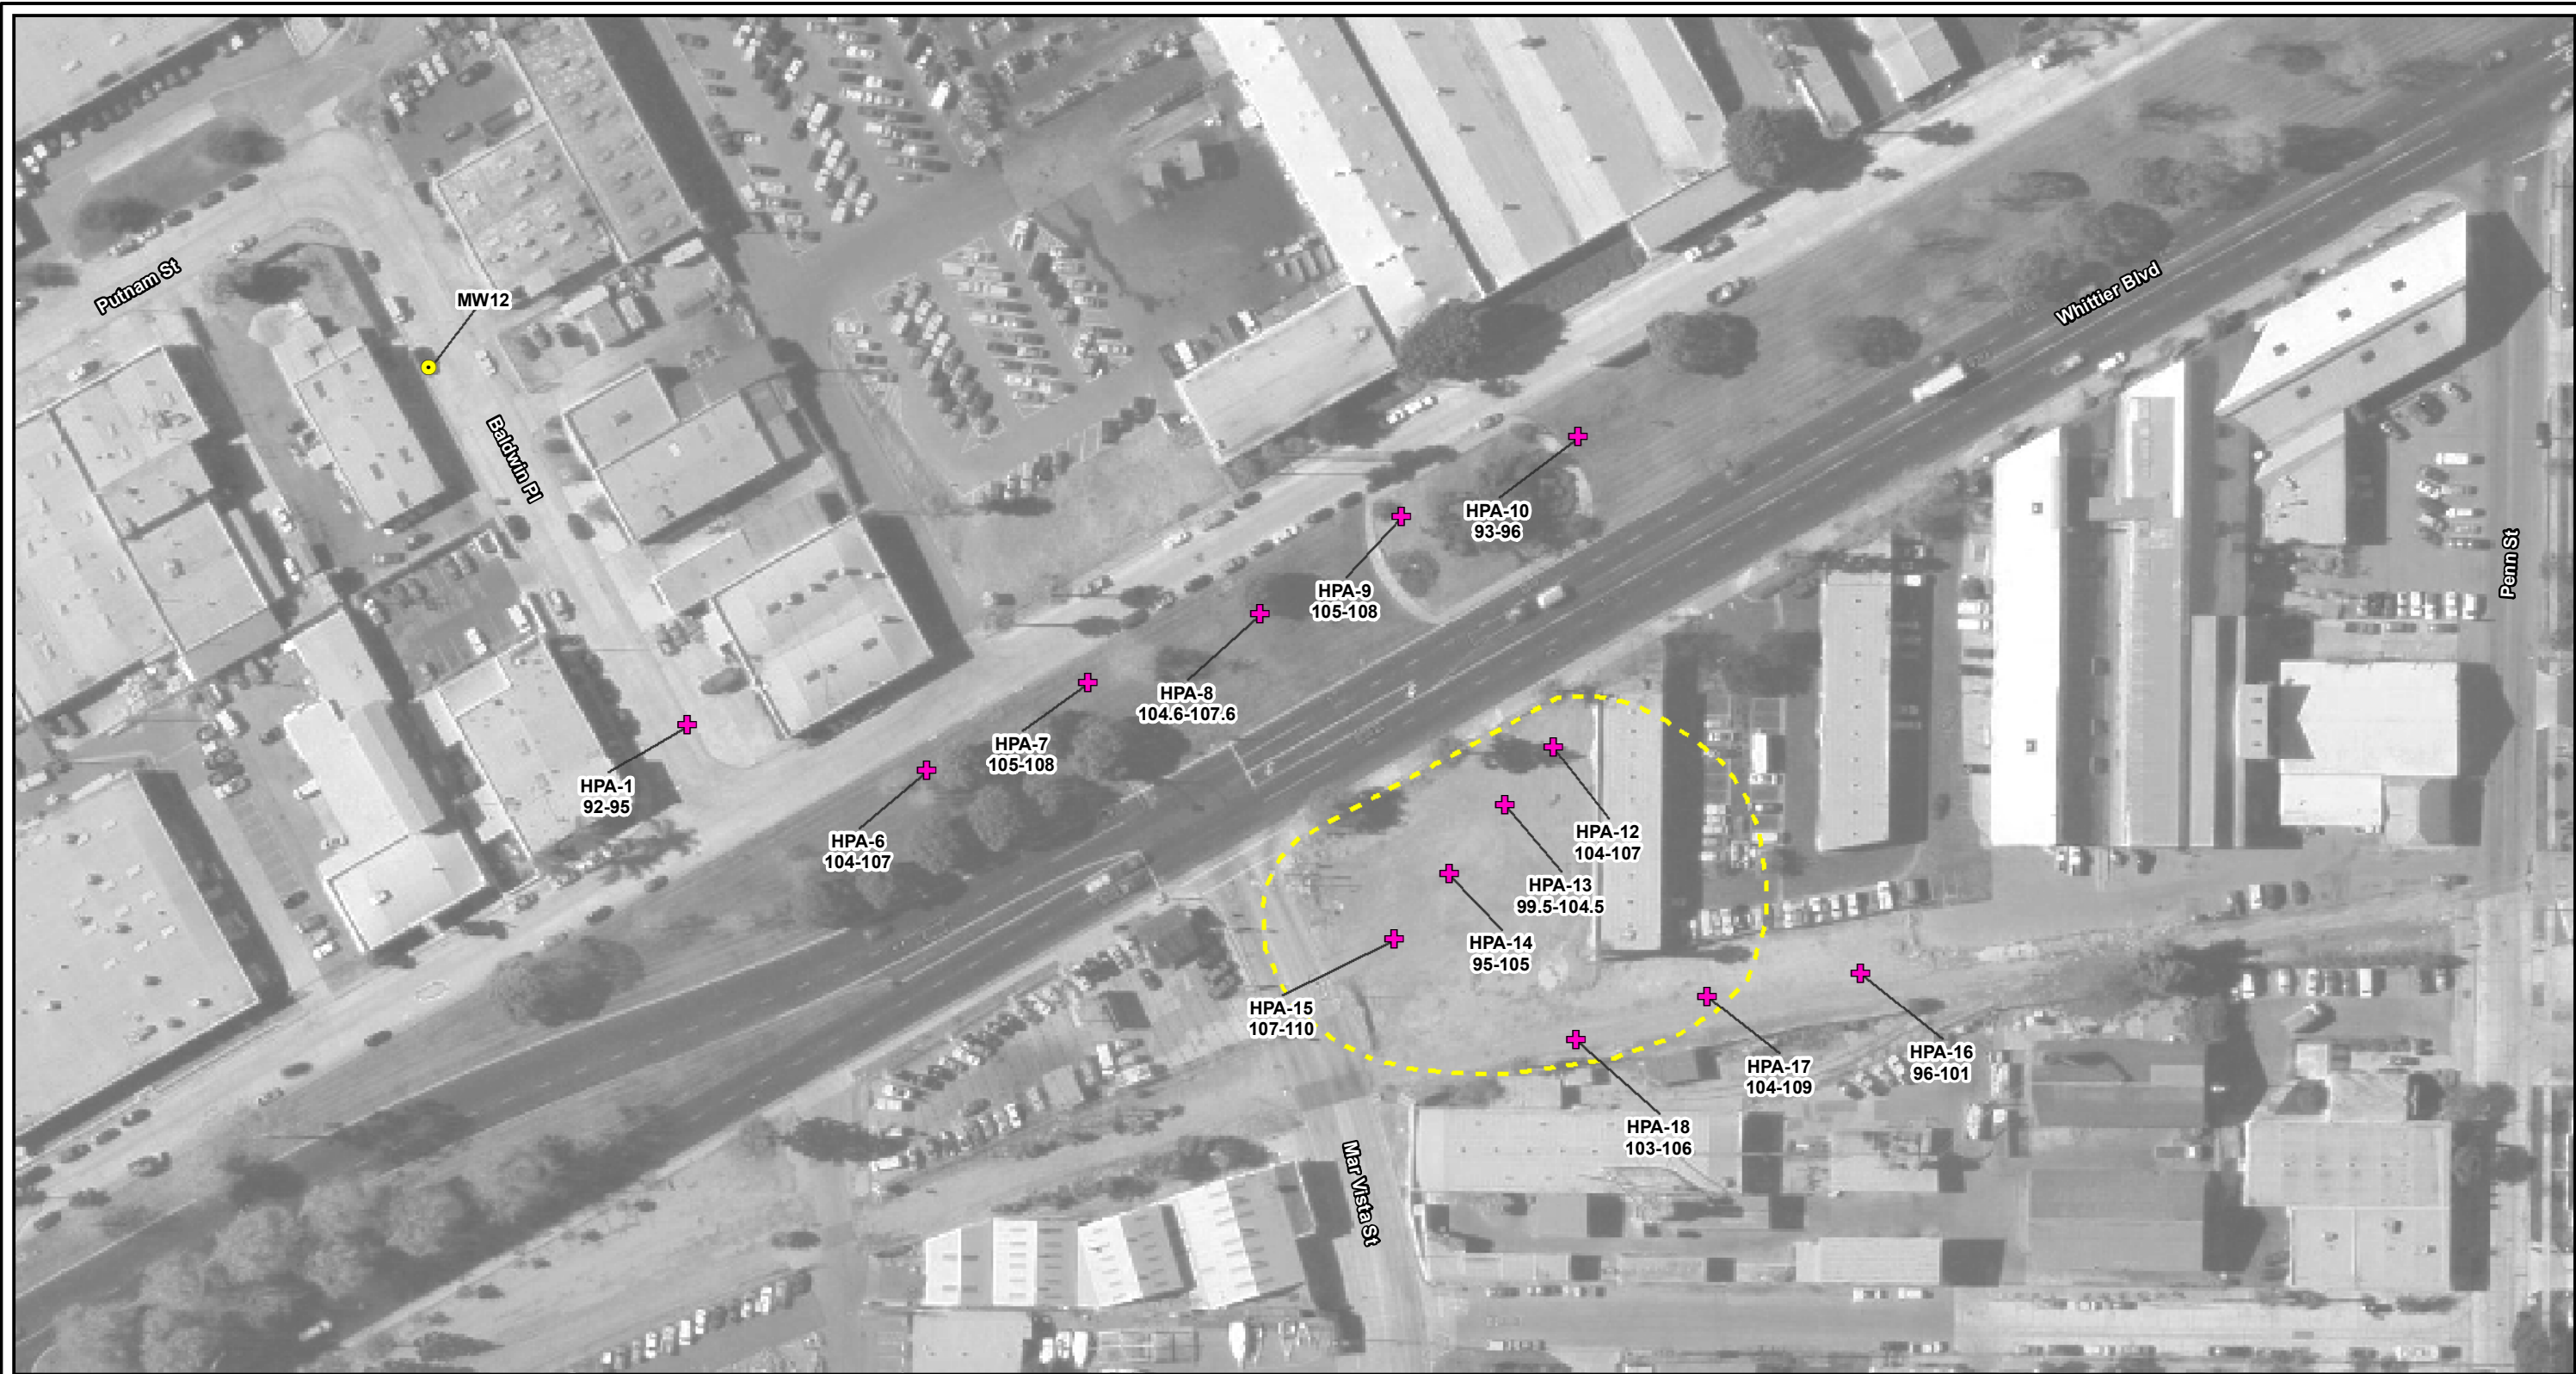 Putnam St
MW12
Baldwin Pl
Whittier Blvd
Penn St
HPA-10
93-96
HPA-9
105-108
HPA-8
104.6-107.6
HPA-7
105-108
HPA-1
92-95
HPA-6
104-107
HPA-12
104-107
HPA-13
99.5-104.5
HPA-14
95-105
HPA-15
107-110
HPA-16
96-101
HPA-17
104-109
HPA-18
103-106
Mar Vista St